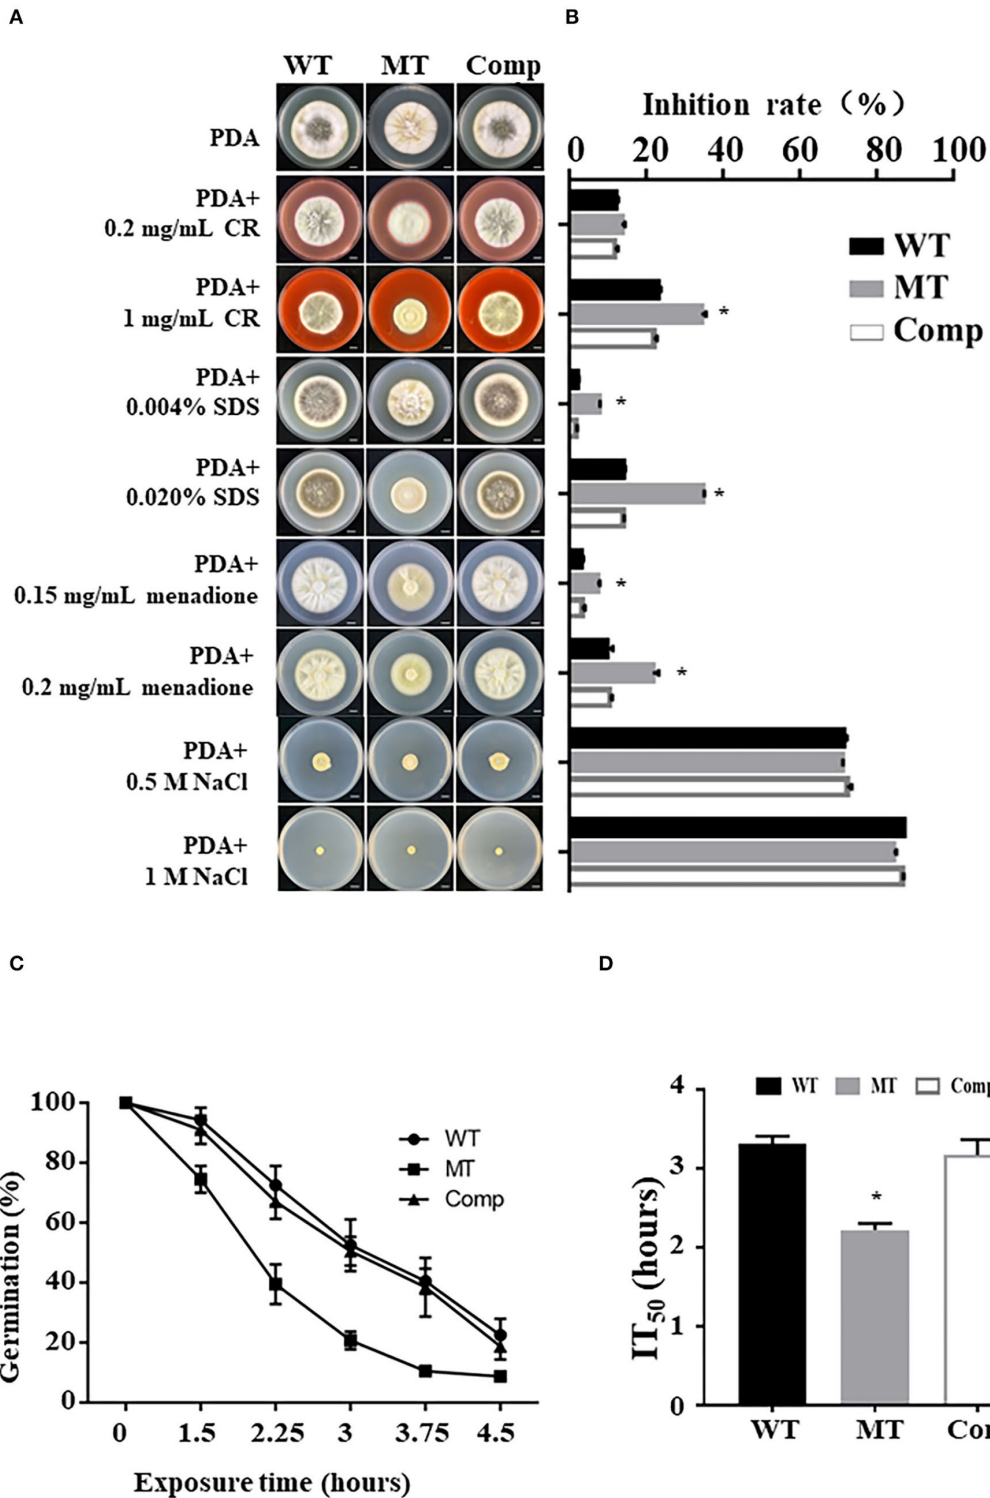 A
B
WT MT Comp
Inhition rate (%)
0 20 40 60 80 100
PDA
PDA+
0.2 mg/mL CR
PDA+
1 mg/mL CR
PDA+
0.004% SDS
PDA+
0.020% SDS
PDA+
0.15 mg/mL menadione
PDA+
0.2 mg/mL menadione
PDA+
0.5 M NaCl
PDA+
1 M NaCl
WT
MT
Comp
*
*
*
*
*
C
D
Germination (%)
100
80
60
40
20
0
WT
MT
Comp
0 1.5 2.25 3 3.75 4.5
Exposure time (hours)
IT50 (hours)
4
3
2
1
0
WT MT Comp
*
WT MT Con